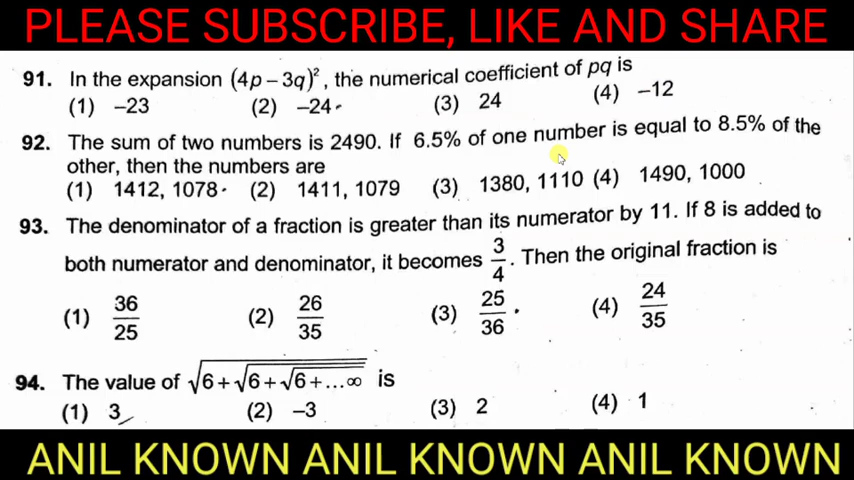 PLEASE SUBSCRIBE, LIKE AND SHARE
91. In the expansion (4p – 3q)², the numerical coefficient of pq is
(1) –23 (2) –24 (3) 24 (4) –12
92. The sum of two numbers is 2490. If 6.5% of one number is equal to 8.5% of the
other, then the numbers are
(1) 1412, 1078 (2) 1411, 1079 (3) 1380, 1110 (4) 1490, 1000
93. The denominator of a fraction is greater than its numerator by 11. If 8 is added to
both numerator and denominator, it becomes 3/4. Then the original fraction is
(1) 36/25 (2) 26/35 (3) 25/36 (4) 24/35
94. The value of √6+√6+√6+...∞ is
(1) 3 (2) –3 (3) 2 (4) 1
ANIL KNOWN ANIL KNOWN ANIL KNOWN